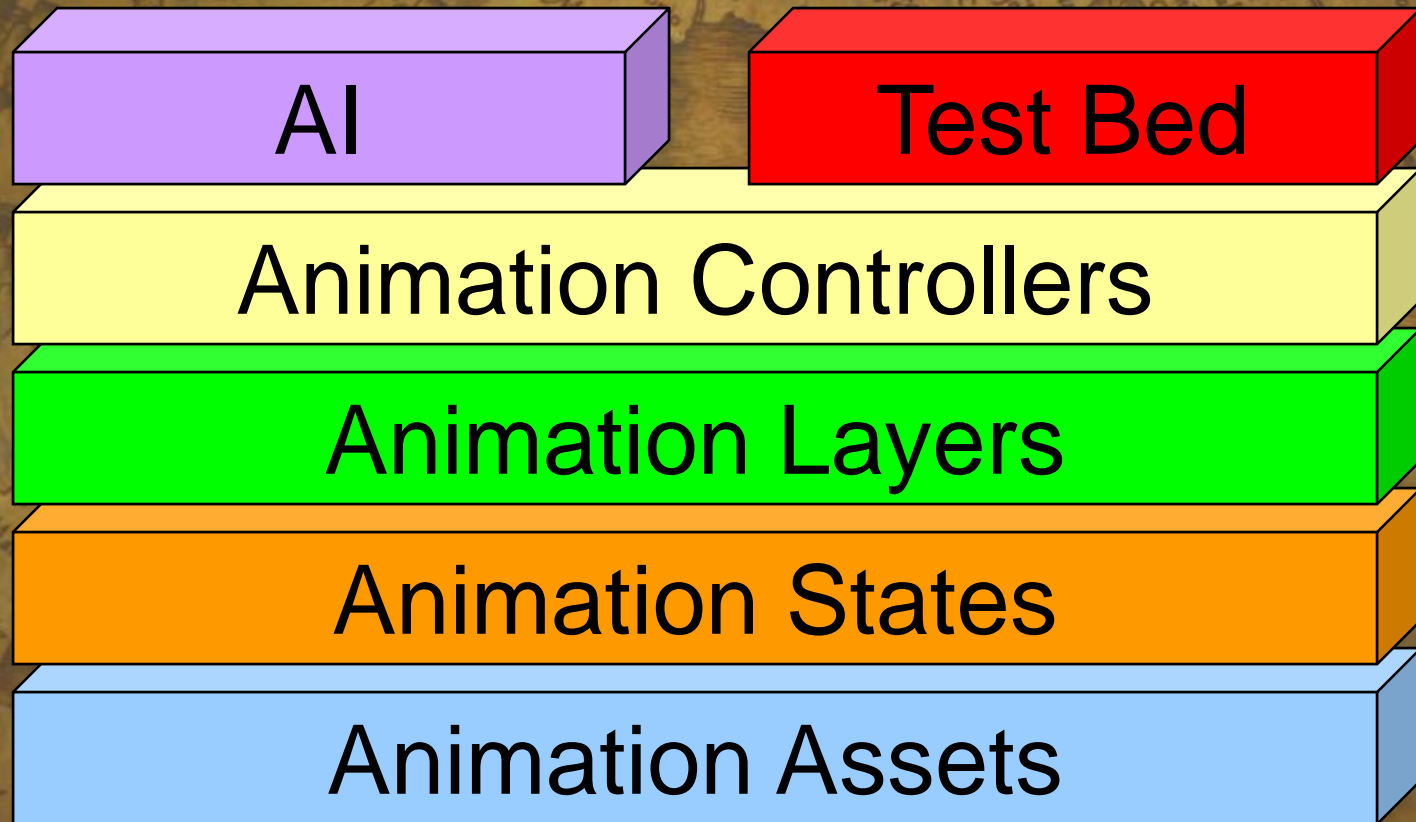 AI
Test Bed
Animation Controllers
Animation Layers
Animation States
Animation Assets